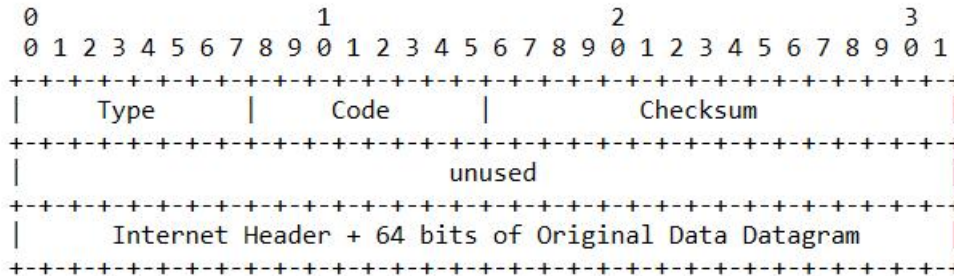 0                   1                   2                   3
0 1 2 3 4 5 6 7 8 9 0 1 2 3 4 5 6 7 8 9 0 1 2 3 4 5 6 7 8 9 0 1
+-+-+-+-+-+-+-+-+-+-+-+-+-+-+-+-+-+-+-+-+-+-+-+-+-+-+-+-+-+-+-+-
|     Type      |     Code      |          Checksum             |
+-+-+-+-+-+-+-+-+-+-+-+-+-+-+-+-+-+-+-+-+-+-+-+-+-+-+-+-+-+-+-+-
|                             unused                            |
+-+-+-+-+-+-+-+-+-+-+-+-+-+-+-+-+-+-+-+-+-+-+-+-+-+-+-+-+-+-+-+-
|      Internet Header + 64 bits of Original Data Datagram      |
+-+-+-+-+-+-+-+-+-+-+-+-+-+-+-+-+-+-+-+-+-+-+-+-+-+-+-+-+-+-+-+-